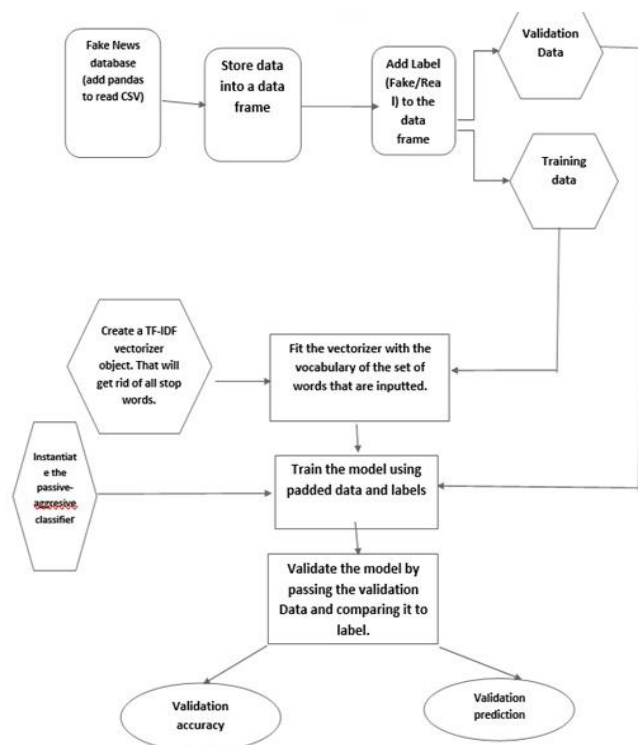 Fake News
database
(add pandas
to read CSV)
Store data
into a data
frame
Add Label
(Fake/Rea
l) to the
data
frame
Validation
Data
Training
data
Create a TF-IDF
vectorizer
object. That will
get rid of all stop
words.
Fit the vectorizer with the
vocabulary of the set of
words that are inputted.
Instantiat
e the
passive-
aggresive
classifier
Train the model using
padded data and labels
Validate the model by
passing the validation
Data and comparing it to
label.
Validation
accuracy
Validation
prediction